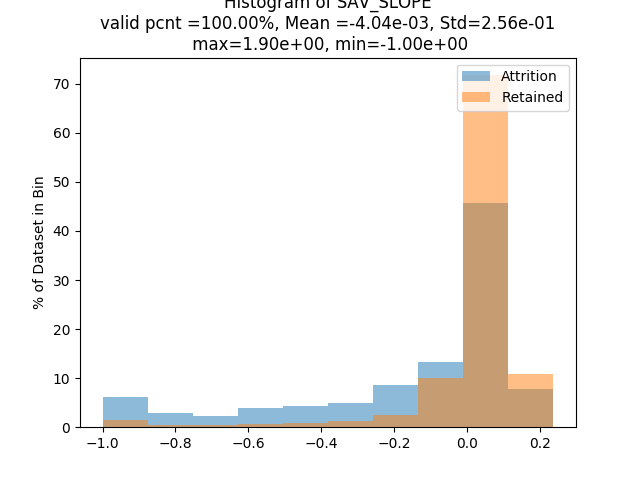 Histogram of SAV_SLOPE
valid pcnt =100.00%, Mean =-4.04e-03, Std=2.56e-01
max=1.90e+00, min=-1.00e+00
Attrition
Retained
% of Dataset in Bin
70
60
50
40
30
20
10
0
−1.0 −0.8 −0.6 −0.4 −0.2 0.0 0.2